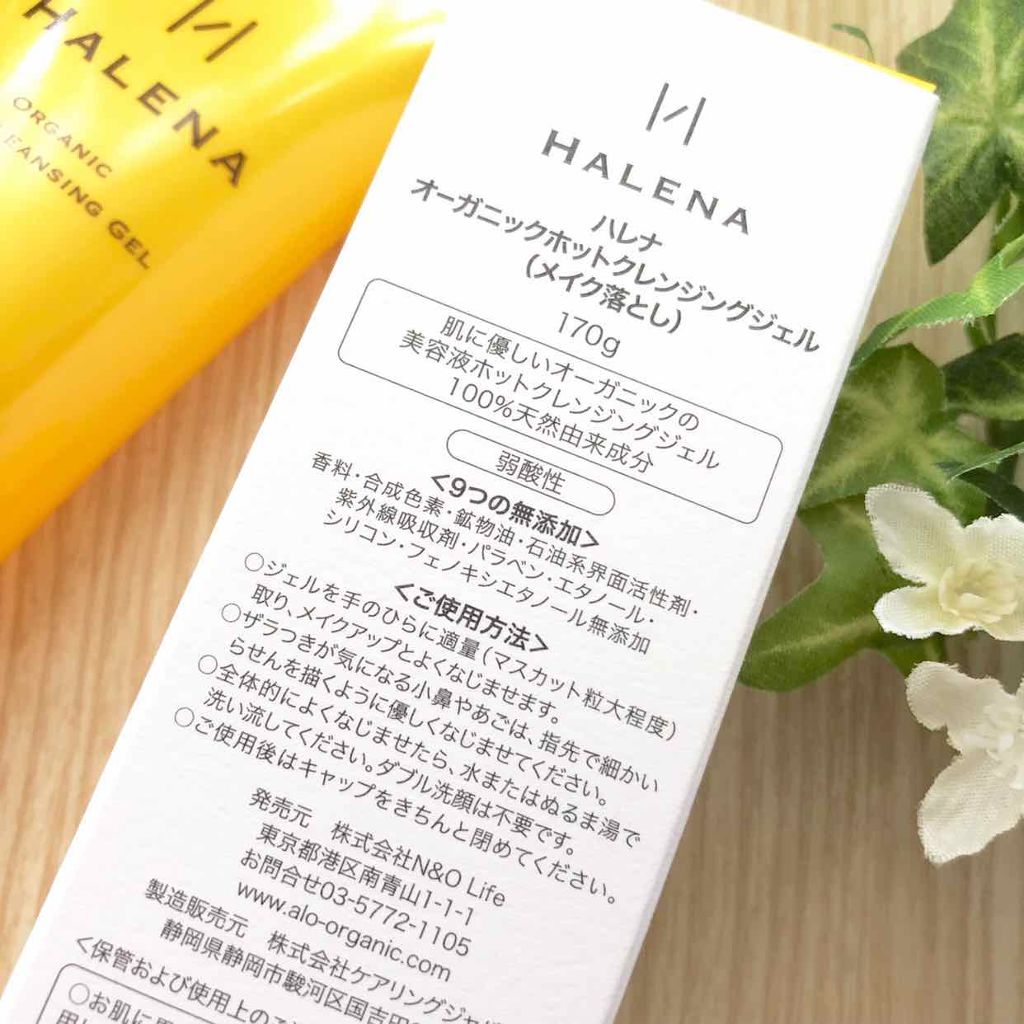 HALENA
ORGANIC
CLEANSING GEL
HALENA
ハレナ
オーガニックホットクレンジングジェル
(メイク落とし)
170g
肌に優しいオーガニックの
美容液ホットクレンジングジェル
100%天然由来成分
弱酸性
<9つの無添加>
香料・合成色素・鉱物油・石油系界面活性剤・
紫外線吸収剤・パラベン・エタノール・
シリコン・フェノキシエタノール無添加
<ご使用方法>
○ジェルを手のひらに適量(マスカット粒大程度)
取り、メイクアップとよくなじませます。
○ザラつきが気になる小鼻やあごは、指先で細かい
らせんを描くように優しくなじませてください。
○全体的によくなじませたら、水またはぬるま湯で
洗い流してください。ダブル洗顔は不要です。
○ご使用後はキャップをきちんと閉めてください。
発売元 株式会社N&O Life
東京都港区南青山1-1-1
お問合せ03-5772-1105
www.alo-organic.com
製造販売元 株式会社ケアリングジャパ
静岡県静岡市駿河区国吉田
<保管および使用上のご
○お肌に